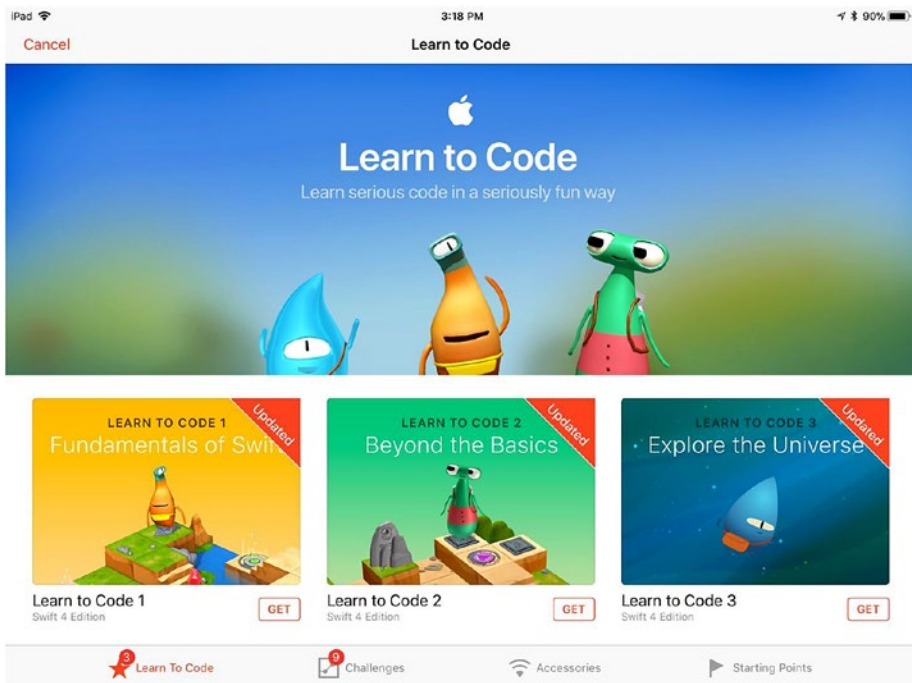 iPad 3:18 PM 90%
Cancel Learn to Code
Learn to Code
Learn serious code in a seriously fun way
LEARN TO CODE 1
Fundamentals of Swift
Updated
LEARN TO CODE 2
Beyond the Basics
Updated
LEARN TO CODE 3
Explore the Universe
Updated
Learn to Code 1
Swift 4 Edition
GET
Learn to Code 2
Swift 4 Edition
GET
Learn to Code 3
Swift 4 Edition
GET
3 Learn To Code 9 Challenges Accessories Starting Points